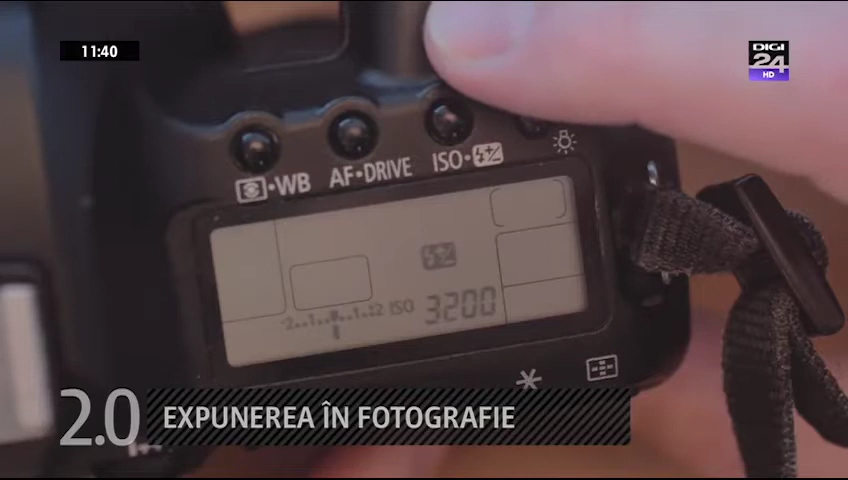 11:40
DIGI
24
HD
WB AF•DRIVE ISO•
-2..1..▼..1.:2 ISO 3200
2.0 EXPUNEREA ÎN FOTOGRAFIE